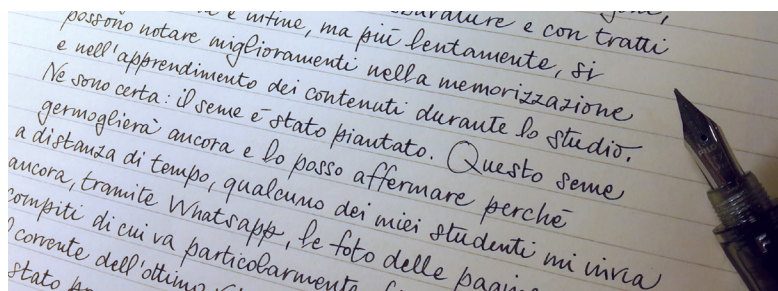 e infine, ma più lentamente, si
possono notare miglioramenti nella memorizzazione
e nell'apprendimento dei contenuti durante lo studio.
Ne sono certa: il seme è stato piantato. Questo seme
germoglierà ancora e lo posso affermare perché
a distanza di tempo, qualcuno dei miei studenti mi invia
ancora, tramite Whatsapp, le foto delle pagine
compiti di cui va particolarmente
corrente dell'ottimo
stato